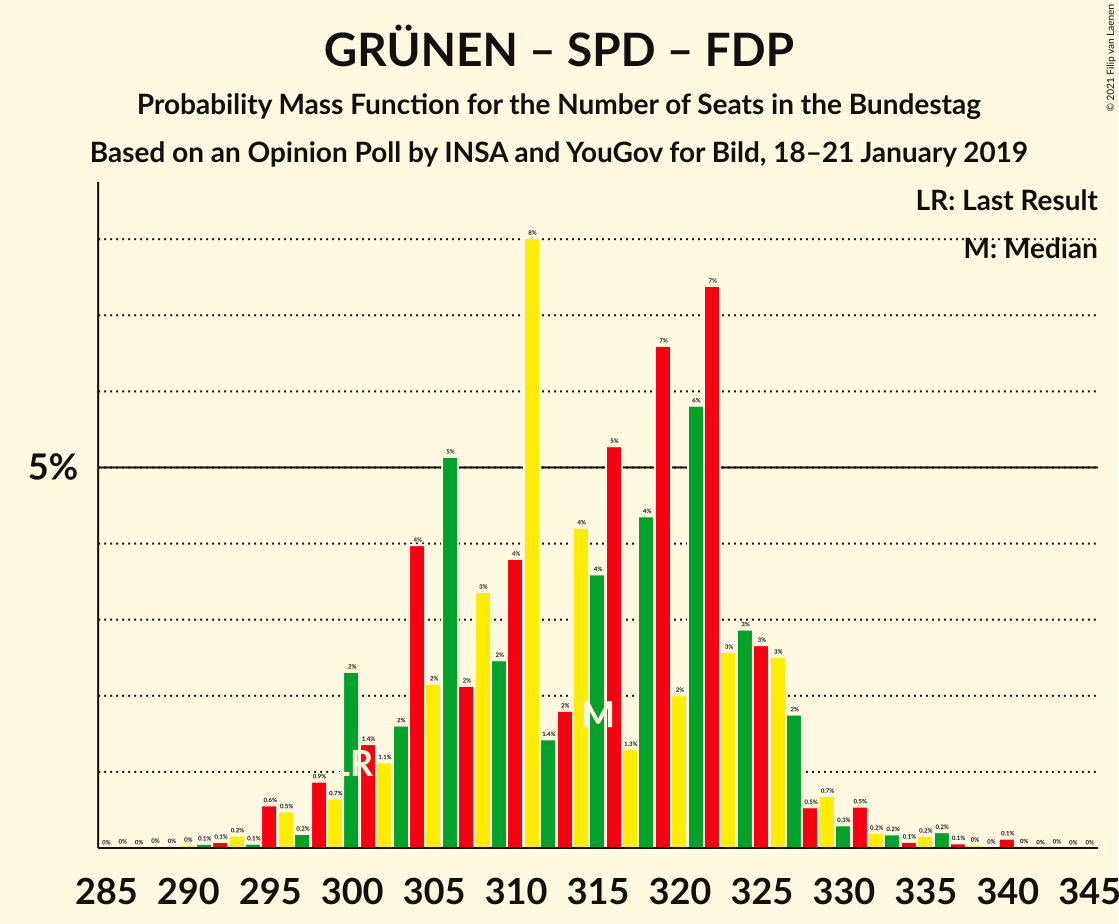 GRÜNEN – SPD – FDP
Probability Mass Function for the Number of Seats in the Bundestag
Based on an Opinion Poll by INSA and YouGov for Bild, 18–21 January 2019
© 2021 Filip van Laenen
LR: Last Result
M: Median
5%
0% 0% 0% 0% 0% 0% 0.1% 0.1% 0.2% 0.1% 0.6% 0.5% 0.2% 0.9% 0.7% 2% 1.4% 1.1% 2% 4% 2% 5% 2% 3% 2% 4% 8% 1.4% 2% 4% 4% 5% 1.3% 4% 7% 2% 6% 7% 3% 3% 3% 3% 2% 0.5% 0.7% 0.3% 0.5% 0.2% 0.2% 0.1% 0.2% 0.2% 0.1% 0% 0% 0.1% 0% 0% 0% 0% 0%
LR
M
285 290 295 300 305 310 315 320 325 330 335 340 345